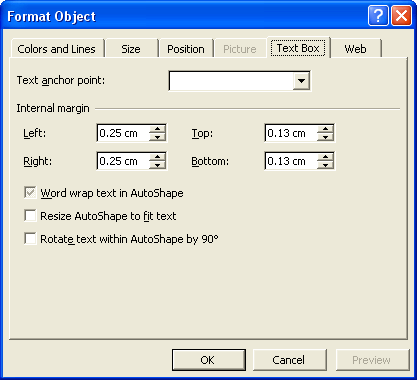 Format Object
Colors and Lines Size Position Picture Text Box Web
Text anchor point:
Internal margin
Left: 0.25 cm Top: 0.13 cm
Right: 0.25 cm Bottom: 0.13 cm
Word wrap text in AutoShape
Resize AutoShape to fit text
Rotate text within AutoShape by 90°
OK Cancel Preview